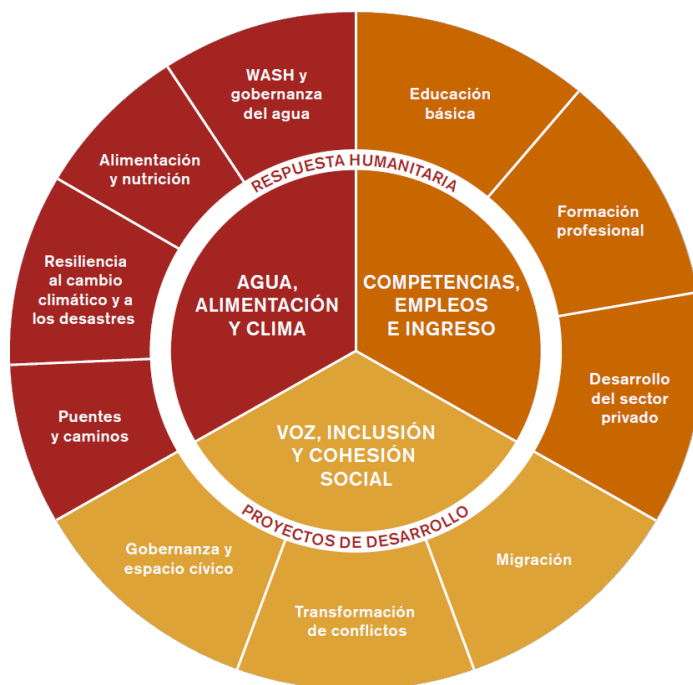 WASH y
gobernanza
del agua
Educación
básica
Alimentación
y nutrición
Formación
profesional
Resiliencia
al cambio
climático y a
los desastres
Desarrollo
del sector
privado
Puentes
y caminos
Migración
Gobernanza y
espacio cívico
Transformación
de conflictos
RESPUESTA HUMANITARIA
AGUA,
ALIMENTACIÓN
Y CLIMA
COMPETENCIAS,
EMPLEOS
E INGRESO
VOZ, INCLUSIÓN
Y COHESIÓN
SOCIAL
PROYECTOS DE DESARROLLO